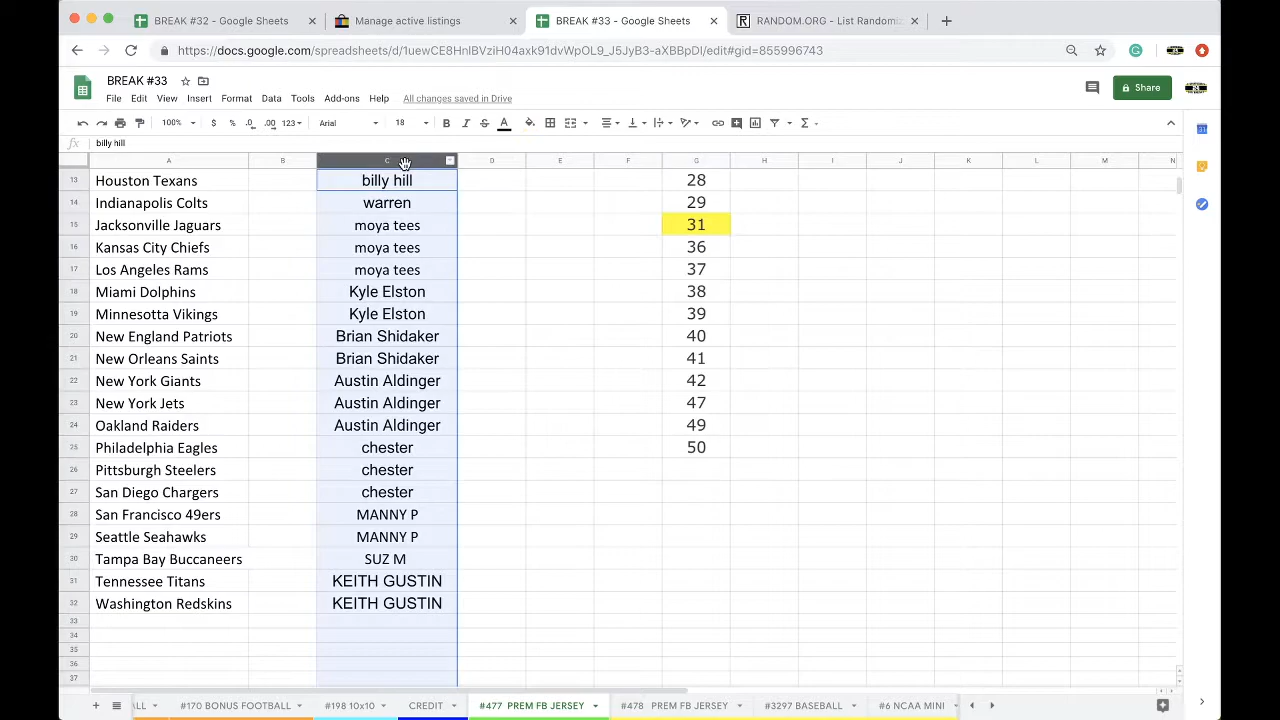 BREAK #32 - Google Sheets
Manage active listings
BREAK #33 - Google Sheets
RANDOM.ORG - List Randomiz
https://docs.google.com/spreadsheets/d/1uewCE8HnlBVziH04axk91dvWpOL9_J5JyB3-aXBBpDI/edit#gid=855996743
BREAK #33
File Edit View Insert Format Data Tools Add-ons Help All changes saved in Drive
Share
100% $ % .0 .00 123 Arial 18 B I S A
fx billy hill
A B C D E F G H I J K L M N
13 Houston Texans billy hill 28
14 Indianapolis Colts warren 29
15 Jacksonville Jaguars moya tees 31
16 Kansas City Chiefs moya tees 36
17 Los Angeles Rams moya tees 37
18 Miami Dolphins Kyle Elston 38
19 Minnesotta Vikings Kyle Elston 39
20 New England Patriots Brian Shidaker 40
21 New Orleans Saints Brian Shidaker 41
22 New York Giants Austin Aldinger 42
23 New York Jets Austin Aldinger 47
24 Oakland Raiders Austin Aldinger 49
25 Philadelphia Eagles chester 50
26 Pittsburgh Steelers chester
27 San Diego Chargers chester
28 San Francisco 49ers MANNY P
29 Seattle Seahawks MANNY P
30 Tampa Bay Buccaneers SUZ M
31 Tennessee Titans KEITH GUSTIN
32 Washington Redskins KEITH GUSTIN
33
34
35
36
37
ALL #170 BONUS FOOTBALL #198 10x10 CREDIT #477 PREM FB JERSEY #478 PREM FB JERSEY #3297 BASEBALL #6 NCAA MINI